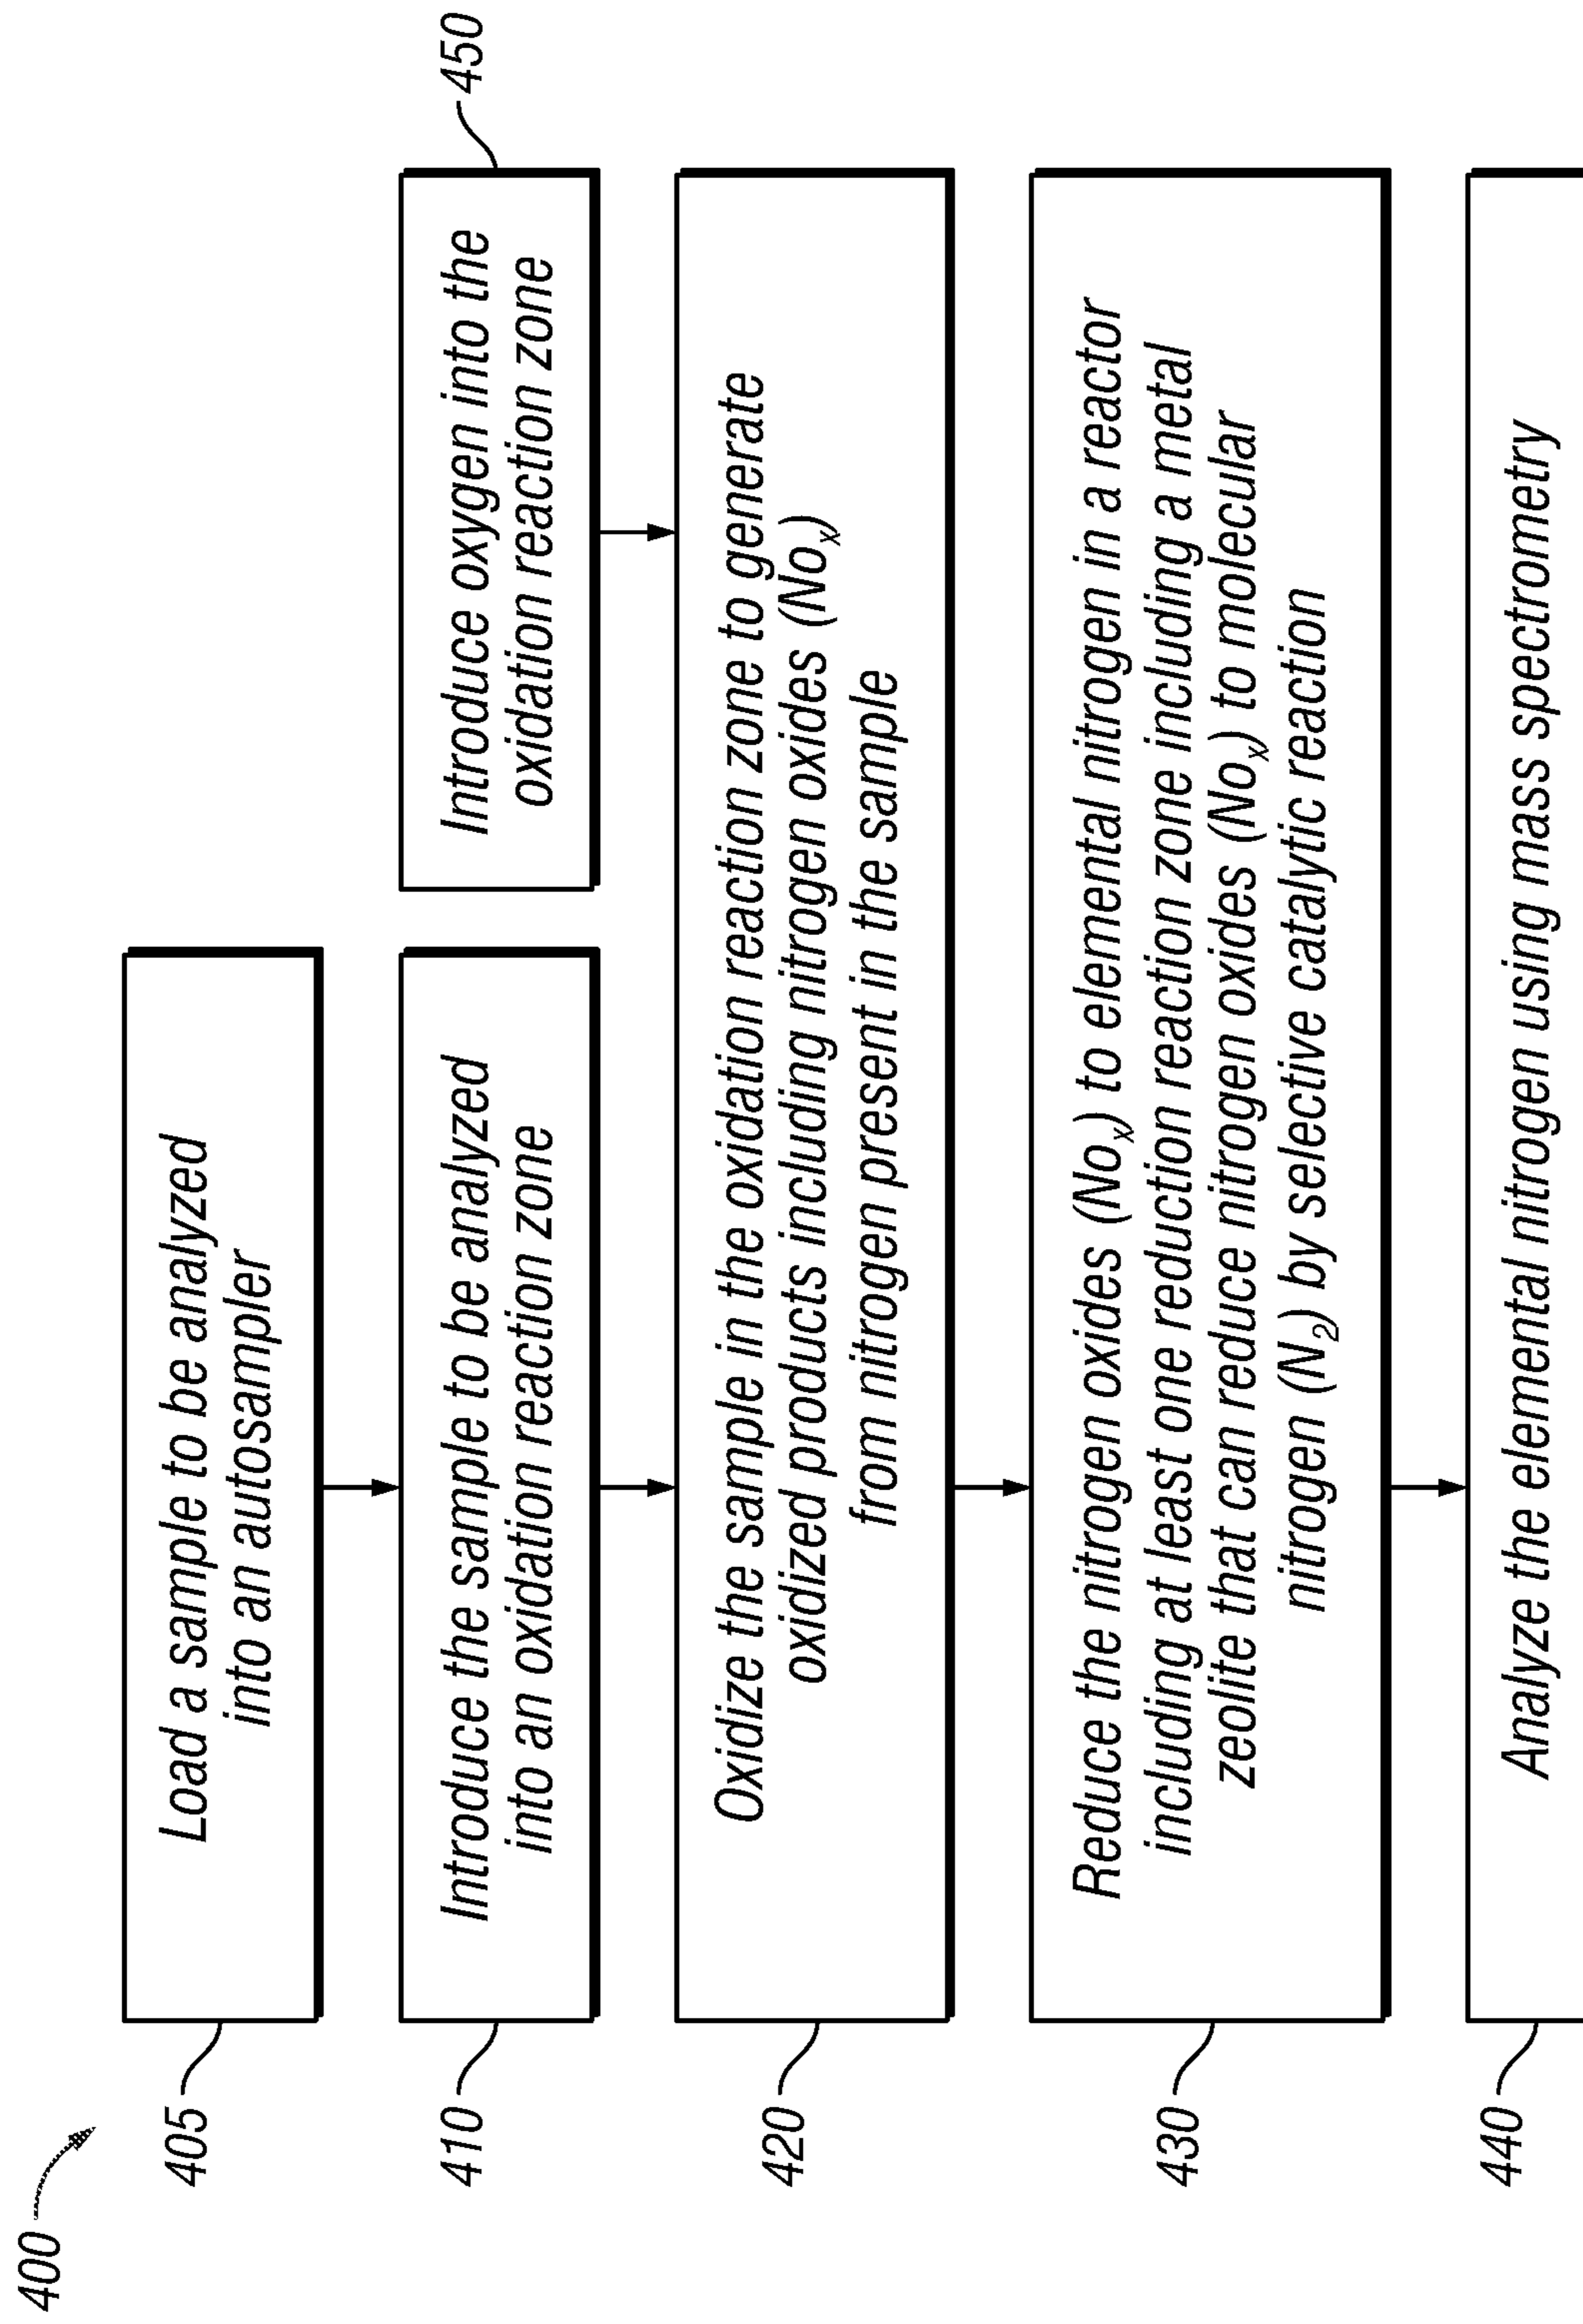 400
405
Load a sample to be analyzed
into an autosampler
410
Introduce the sample to be analyzed
into an oxidation reaction zone
Introduce oxygen into the
oxidation reaction zone
450
420
Oxidize the sample in the oxidation reaction zone to generate
oxidized products including nitrogen oxides (Noₓ)
from nitrogen present in the sample
430
Reduce the nitrogen oxides (Noₓ) to elemental nitrogen in a reactor
including at least one reduction reaction zone including a metal
zeolite that can reduce nitrogen oxides (Noₓ) to molecular
nitrogen (N₂) by selective catalytic reaction
440
Analyze the elemental nitrogen using mass spectrometry